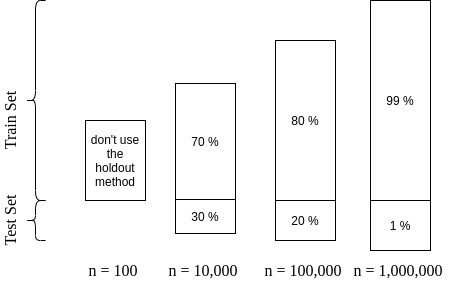 Train Set
Test Set
don't use
the
holdout
method
70 %
30 %
80 %
20 %
99 %
1 %
n = 100
n = 10,000
n = 100,000
n = 1,000,000